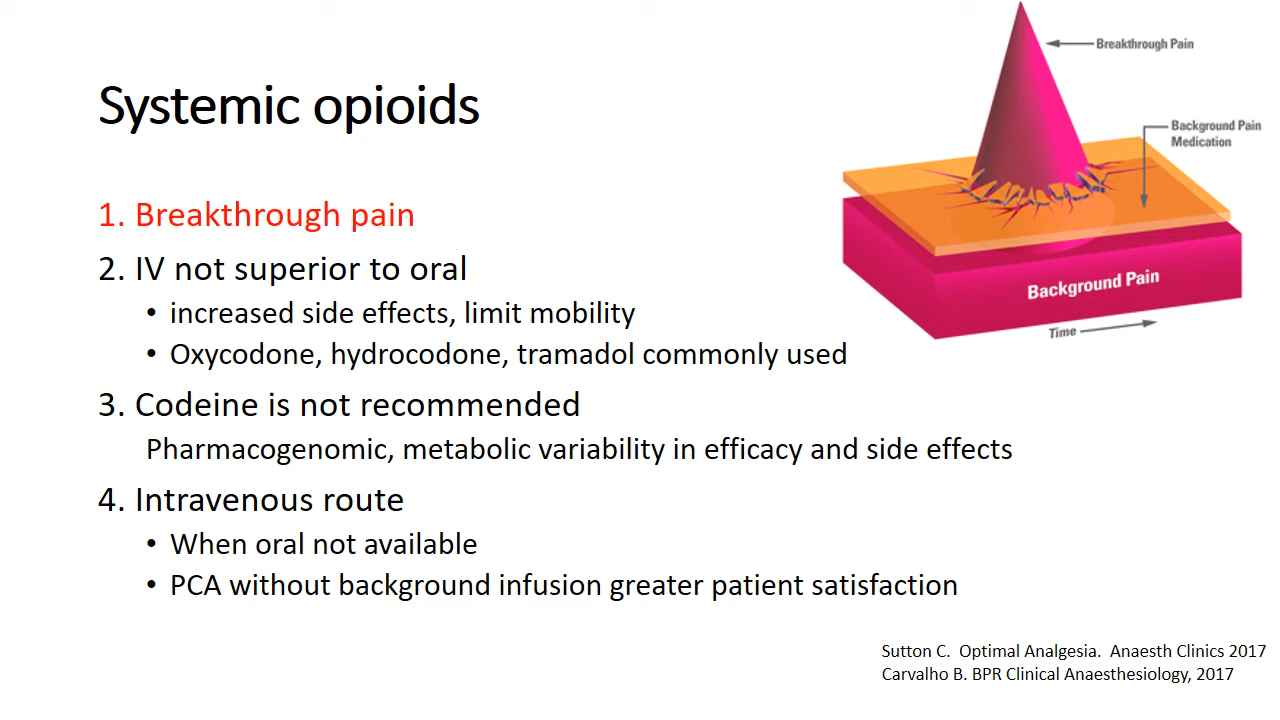 Systemic opioids
1. Breakthrough pain
2. IV not superior to oral
• increased side effects, limit mobility
• Oxycodone, hydrocodone, tramadol commonly used
3. Codeine is not recommended
Pharmacogenomic, metabolic variability in efficacy and side effects
4. Intravenous route
• When oral not available
• PCA without background infusion greater patient satisfaction
Breakthrough Pain
Background Pain
Medication
Background Pain
Time
Sutton C.  Optimal Analgesia.  Anaesth Clinics 2017
Carvalho B. BPR Clinical Anaesthesiology, 2017